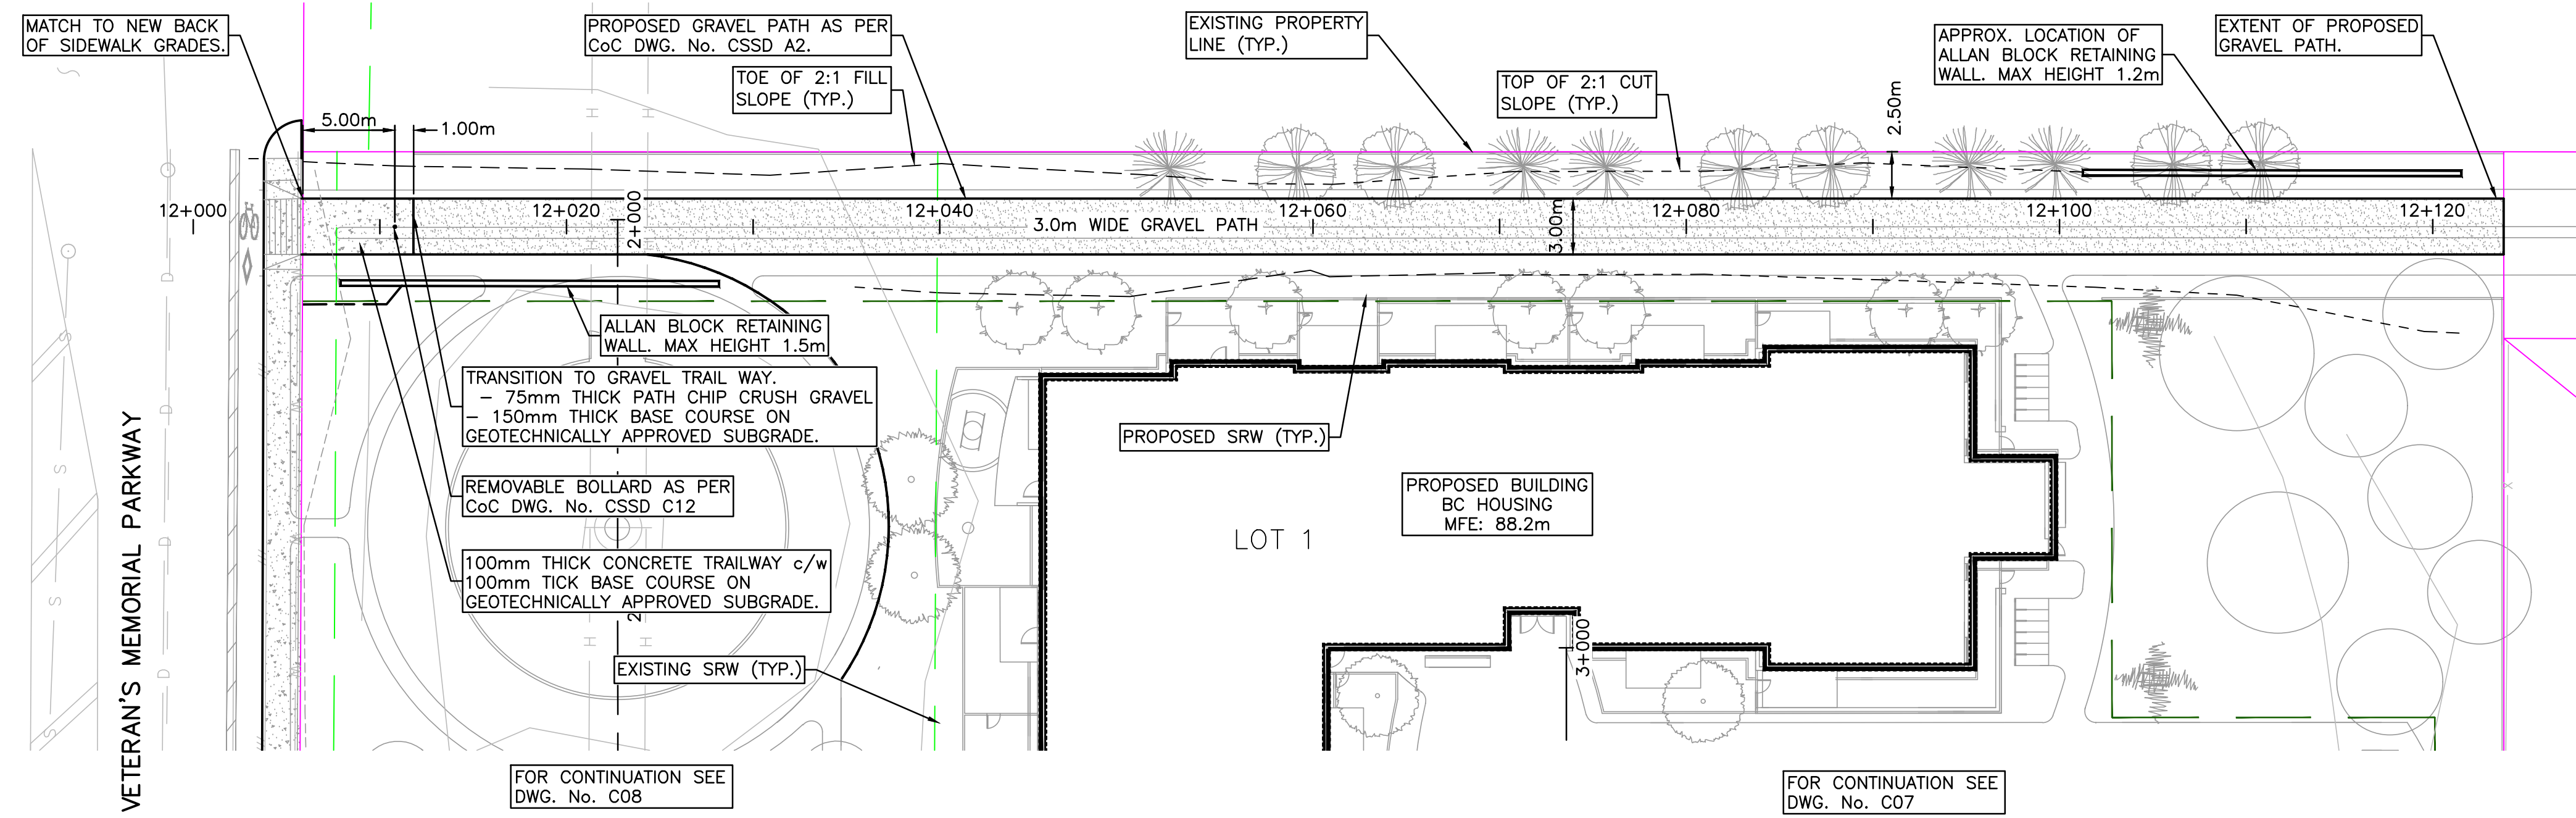 MATCH TO NEW BACK
OF SIDEWALK GRADES.
PROPOSED GRAVEL PATH AS PER
CoC DWG. No. CSSD A2.
TOE OF 2:1 FILL
SLOPE (TYP.)
EXISTING PROPERTY
LINE (TYP.)
TOP OF 2:1 CUT
SLOPE (TYP.)
APPROX. LOCATION OF
ALLAN BLOCK RETAINING
WALL. MAX HEIGHT 1.2m
EXTENT OF PROPOSED
GRAVEL PATH.
5.00m
1.00m
2.50m
12+000
12+020
2+000
12+040
3.0m WIDE GRAVEL PATH
12+060
3.00m
12+080
12+100
12+120
ALLAN BLOCK RETAINING
WALL. MAX HEIGHT 1.5m
TRANSITION TO GRAVEL TRAIL WAY.
- 75mm THICK PATH CHIP CRUSH GRAVEL
- 150mm THICK BASE COURSE ON
GEOTECHNICALLY APPROVED SUBGRADE.
REMOVABLE BOLLARD AS PER
CoC DWG. No. CSSD C12
100mm THICK CONCRETE TRAILWAY c/w
100mm TICK BASE COURSE ON
GEOTECHNICALLY APPROVED SUBGRADE.
EXISTING SRW (TYP.)
PROPOSED SRW (TYP.)
PROPOSED BUILDING
BC HOUSING
MFE: 88.2m
LOT 1
3+000
VETERAN'S MEMORIAL PARKWAY
S
S
S
S
S
D
D
D
D
D
H
H
H
H
X
FOR CONTINUATION SEE
DWG. No. C08
FOR CONTINUATION SEE
DWG. No. C07